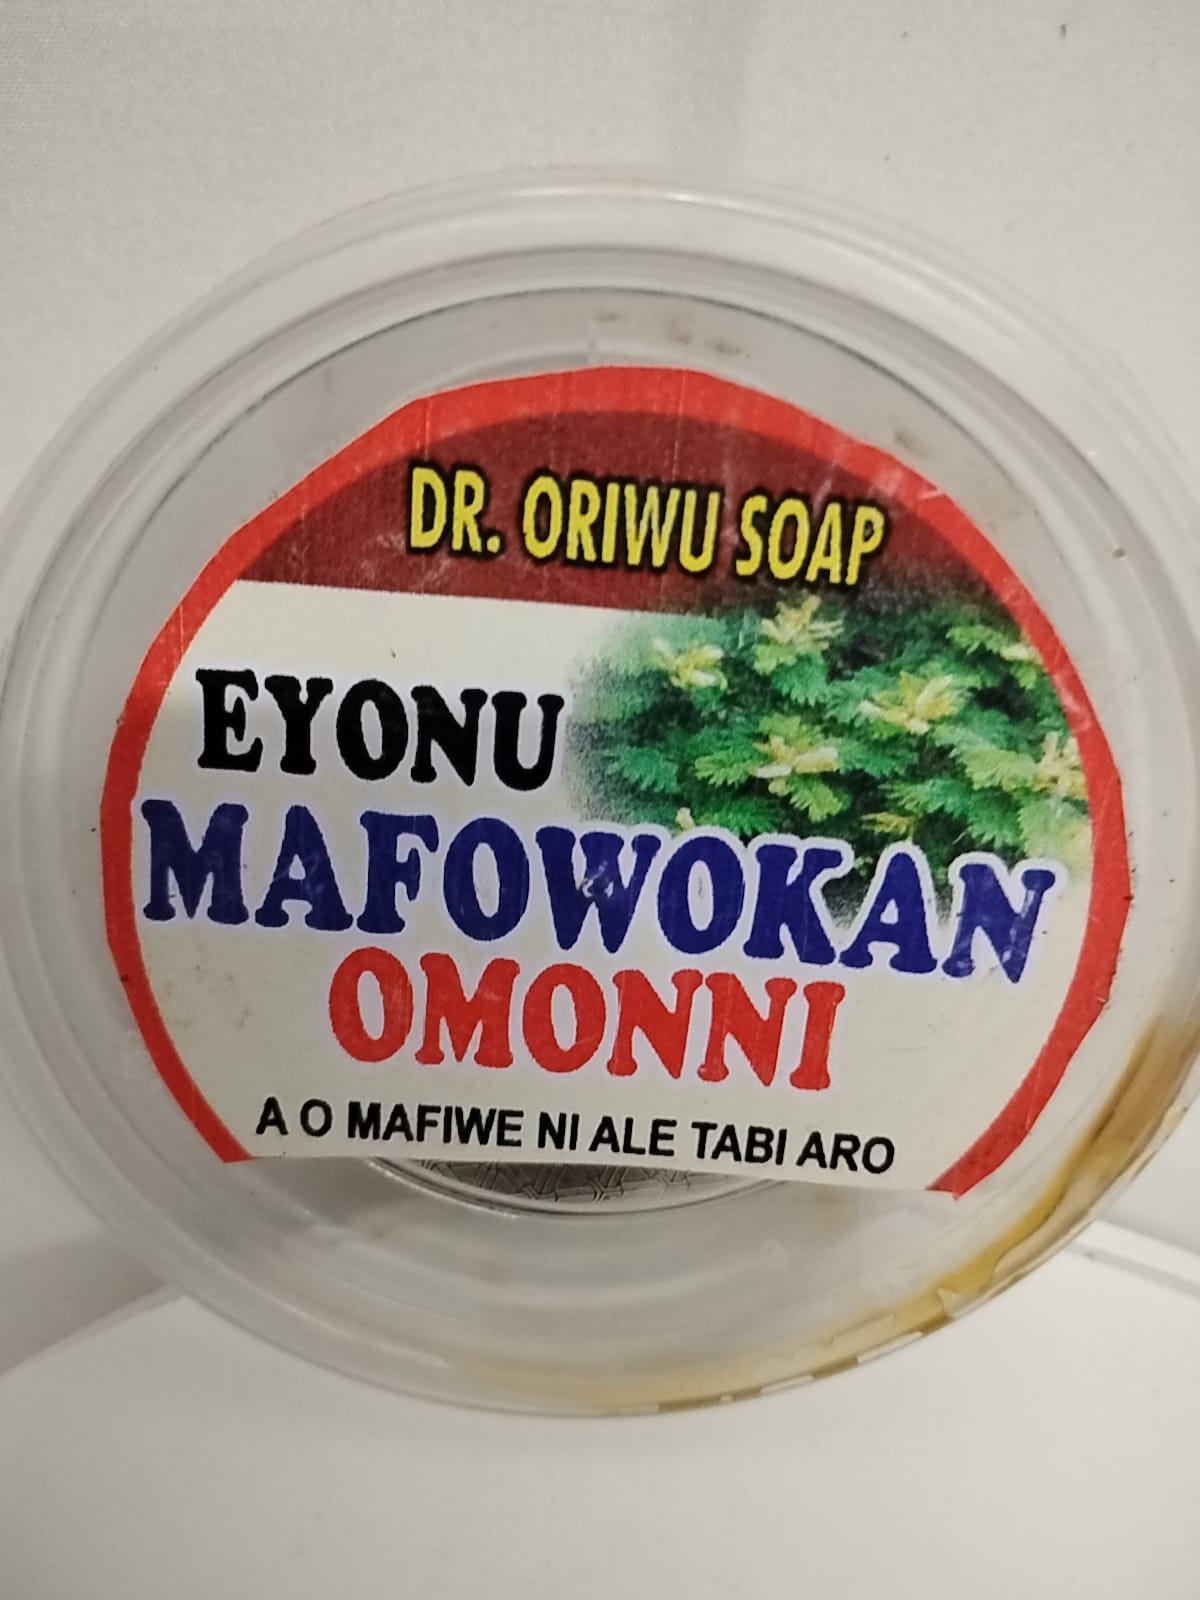 DR. ORIWU SOAP
EYONU
MAFOWOKAN
OMONNI
A O MAFIWE NI ALE TABI ARO